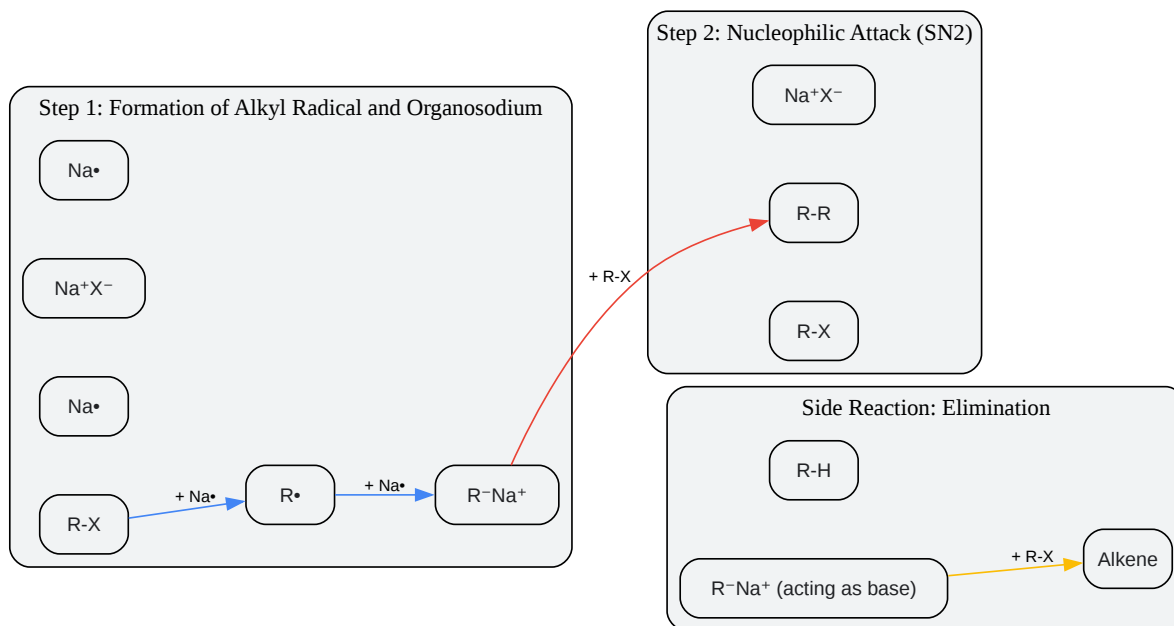 Step 1: Formation of Alkyl Radical and Organosodium
Na•
Na⁺X⁻
Na•
R-X
+ Na•
R•
+ Na•
R⁻Na⁺
+ R-X
Step 2: Nucleophilic Attack (SN2)
Na⁺X⁻
R-R
R-X
Side Reaction: Elimination
R-H
R⁻Na⁺ (acting as base)
+ R-X
Alkene